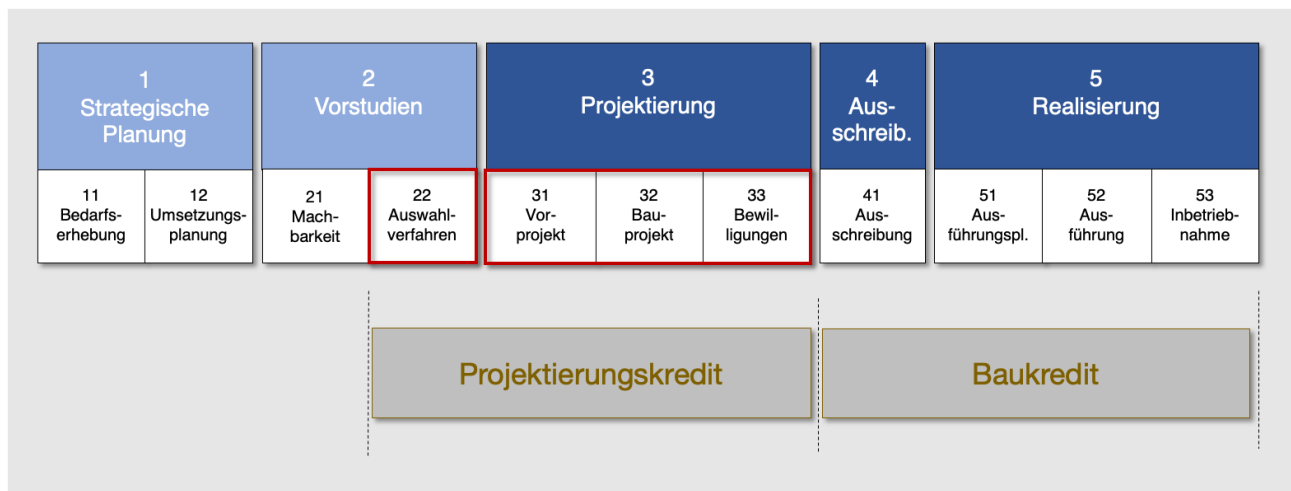 1
Strategische
Planung
2
Vorstudien
3
Projektierung
4
Aus-
schreib.
5
Realisierung
11
Bedarfs-
erhebung
12
Umsetzungs-
planung
21
Mach-
barkeit
22
Auswahl-
verfahren
31
Vor-
projekt
32
Bau-
projekt
33
Bewil-
ligungen
41
Aus-
schreibung
51
Aus-
führungspl.
52
Aus-
führung
53
Inbetrieb-
nahme
Projektierungskredit
Baukredit